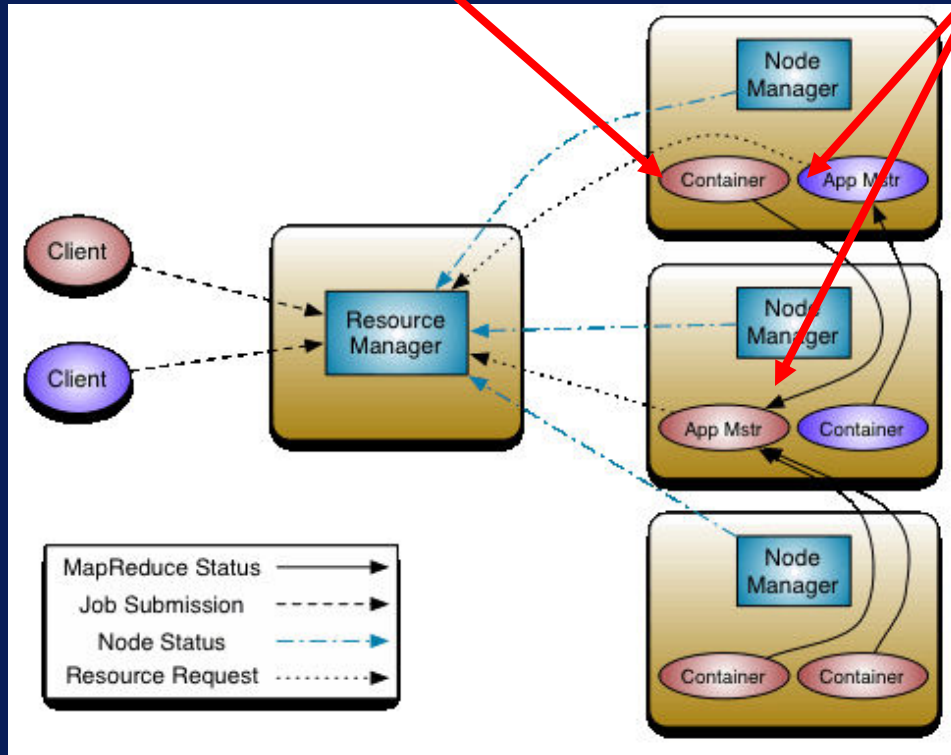 Node
Manager
Container
App Mstr
Client
Client
Resource
Manager
Node
Manager
App Mstr
Container
Node
Manager
Container
Container
MapReduce Status
Job Submission
Node Status
Resource Request